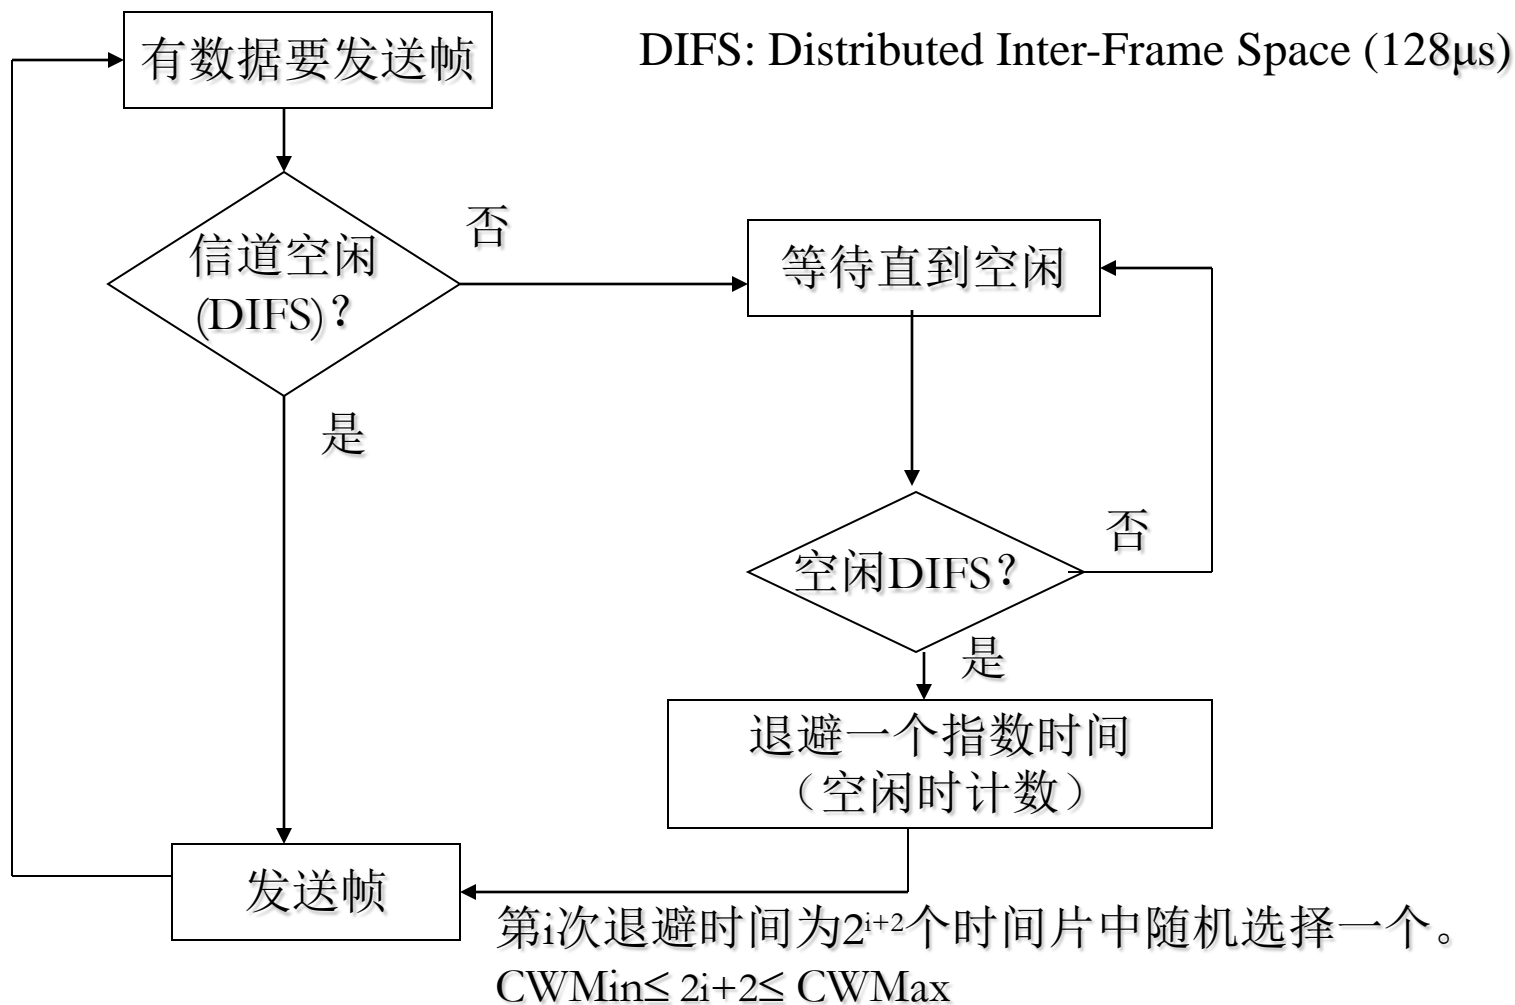 有数据要发送帧
DIFS: Distributed Inter-Frame Space (128μs)
信道空闲
(DIFS)?
否
等待直到空闲
是
空闲DIFS?
否
是
退避一个指数时间
（空闲时计数）
发送帧
第i次退避时间为2ⁱ⁺²个时间片中随机选择一个。
CWMin≤ 2i+2≤ CWMax